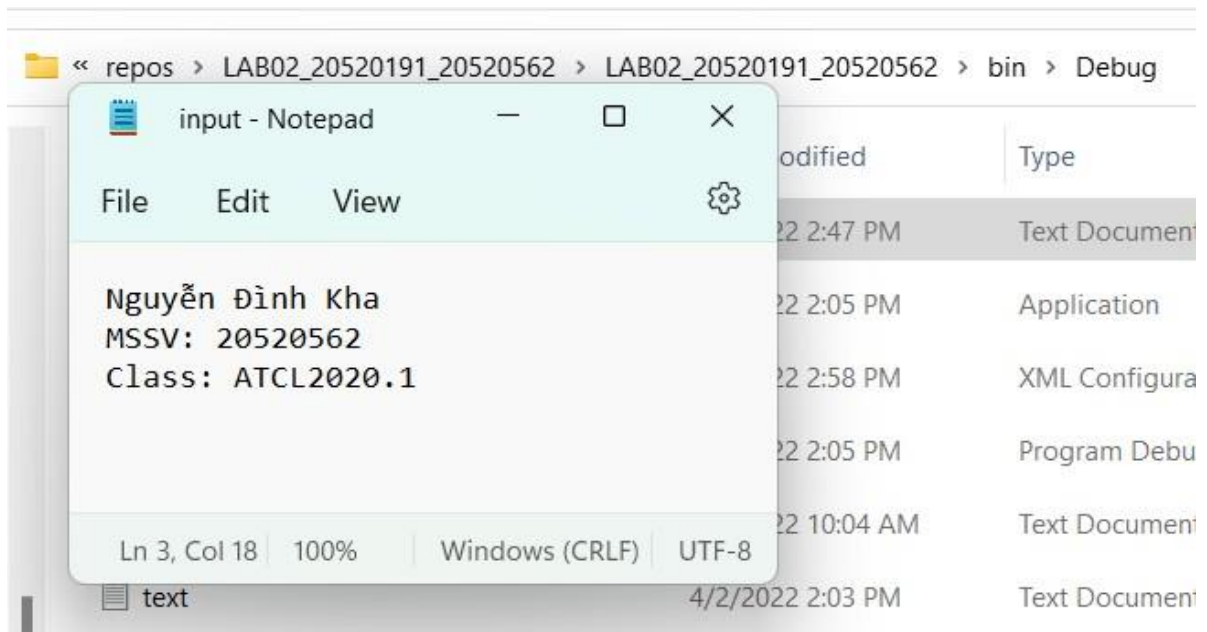 « repos > LAB02_20520191_20520562 > LAB02_20520191_20520562 > bin > Debug
input - Notepad
File Edit View
Nguyễn Đình Kha
MSSV: 20520562
Class: ATCL2020.1
Ln 3, Col 18 100% Windows (CRLF) UTF-8
odified Type
22 2:47 PM Text Documen
22 2:05 PM Application
22 2:58 PM XML Configura
22 2:05 PM Program Debu
22 10:04 AM Text Documen
text 4/2/2022 2:03 PM Text Documen